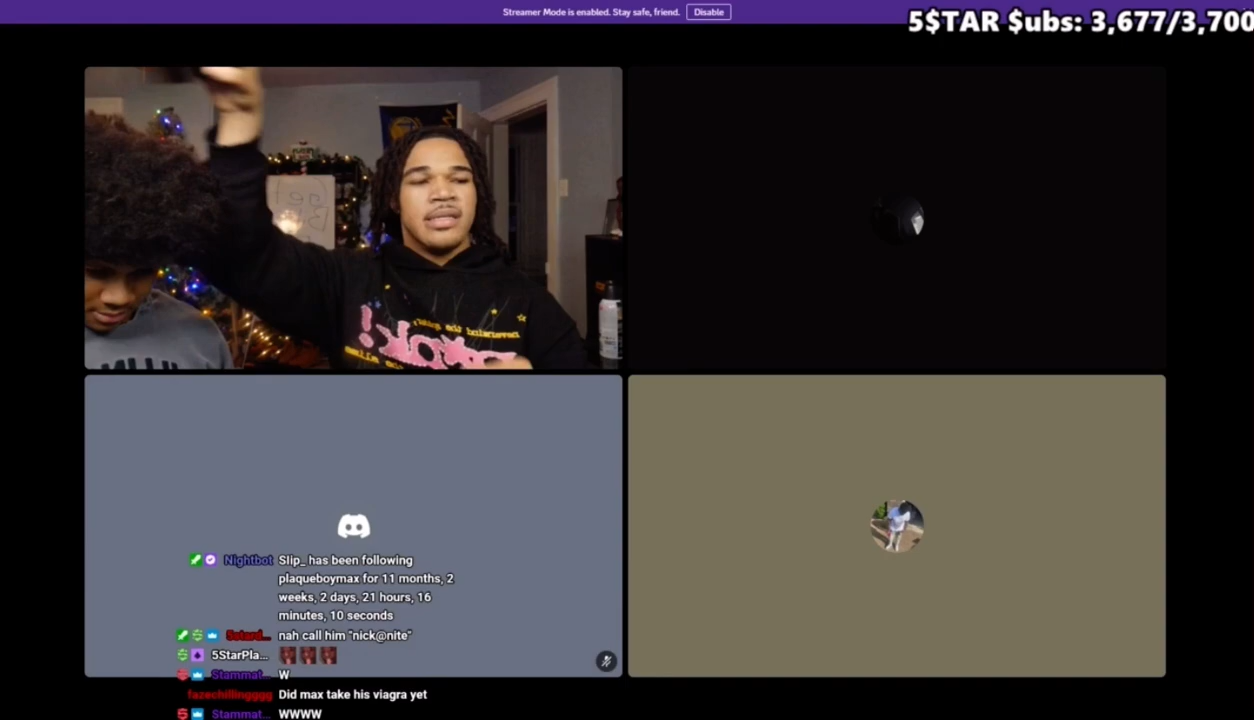 Streamer Mode is enabled. Stay safe, friend. Disable
5$TAR $ubs: 3,677/3,700
Nightbot Slip_ has been following
plaqueboymax for 11 months, 2
weeks, 2 days, 21 hours, 16
minutes, 10 seconds
5stard... nah call him "nick@nite"
5StarPla...
Stammat... W
fazechillingggg Did max take his viagra yet
Stammat... WWWW